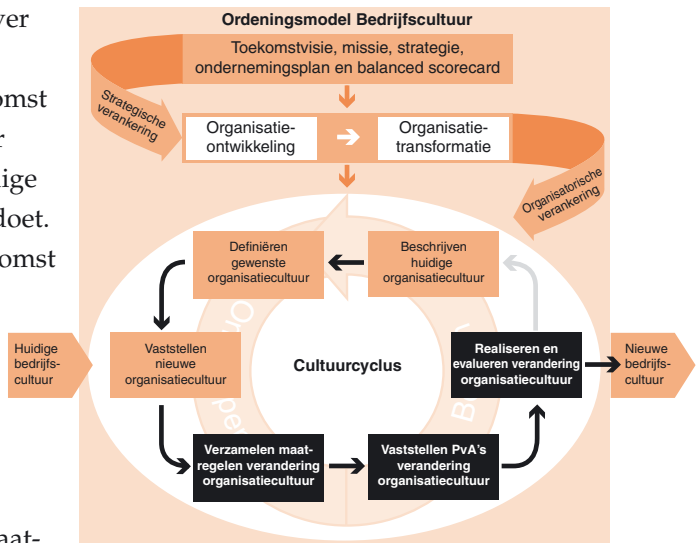 ver
omst
r
ige
doet.
omst
aat-
Ordeningsmodel Bedrijfscultuur
Toekomstvisie, missie, strategie,
ondernemingsplan en balanced scorecard
Strategische
verankering
Organisatie-
ontwikkeling
Organisatie-
transformatie
Organisatorische
verankering
Definiëren
gewenste
organisatiecultuur
Beschrijven
huidige
organisatiecultuur
Huidige
bedrijfs-
cultuur
Vaststellen
nieuwe
organisatiecultuur
Cultuurcyclus
Realiseren en
evalueren verandering
organisatiecultuur
Nieuwe
bedrijfs-
cultuur
Verzamelen maat-
regelen verandering
organisatiecultuur
Vaststellen PvA's
verandering
organisatiecultuur